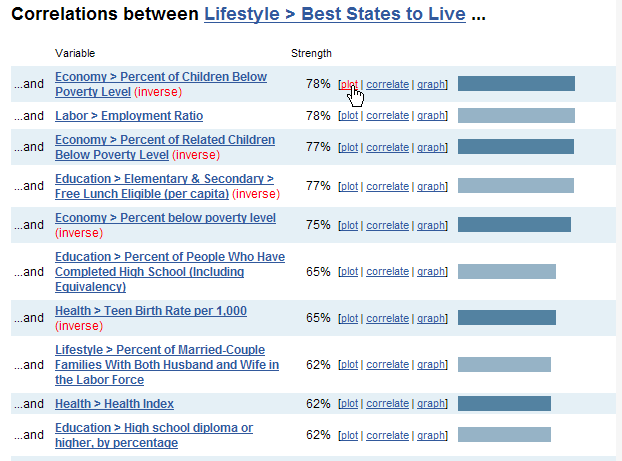 Correlations between Lifestyle > Best States to Live ...
Variable Strength
...and Economy > Percent of Children Below 78% [plot | correlate | graph]
Poverty Level (inverse)
...and Labor > Employment Ratio 78% [plot | correlate | graph]
...and Economy > Percent of Related Children 77% [plot | correlate | graph]
Below Poverty Level (inverse)
...and Education > Elementary & Secondary > 77% [plot | correlate | graph]
Free Lunch Eligible (per capita) (inverse)
...and Economy > Percent below poverty level 75% [plot | correlate | graph]
(inverse)
Education > Percent of People Who Have
...and Completed High School (Including 65% [plot | correlate | graph]
Equivalency)
...and Health > Teen Birth Rate per 1,000 65% [plot | correlate | graph]
(inverse)
Lifestyle > Percent of Married-Couple
...and Families With Both Husband and Wife in 62% [plot | correlate | graph]
the Labor Force
...and Health > Health Index 62% [plot | correlate | graph]
...and Education > High school diploma or 62% [plot | correlate | graph]
higher, by percentage